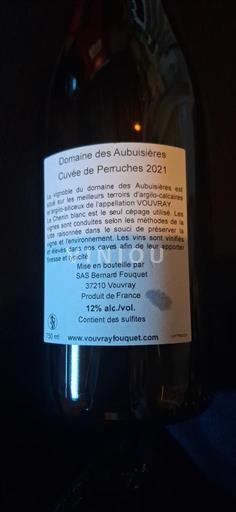 Domaine des Aubuisières
Cuvée de Perruches 2021
Le vignoble du domaine des Aubuisières est
situé sur les meilleurs terroirs d'argilo-calcaires
et argilo-siliceux de l'appellation VOUVRAY.
Le Chenin blanc est le seul cépage utilisé. Les
vignes sont conduites selon les méthodes de la
lutte raisonnée dans le souci de préserver la
vigne et l'environnement. Les vins sont vinifiés
et élevés dans nos caves afin de leur apporter
finesse et
Mise en bouteille par
SAS Bernard Fouquet
37210 Vouvray
Produit de France
12% alc./vol.
750 ml
Contient des sulfites
www.vouvrayfouquet.com